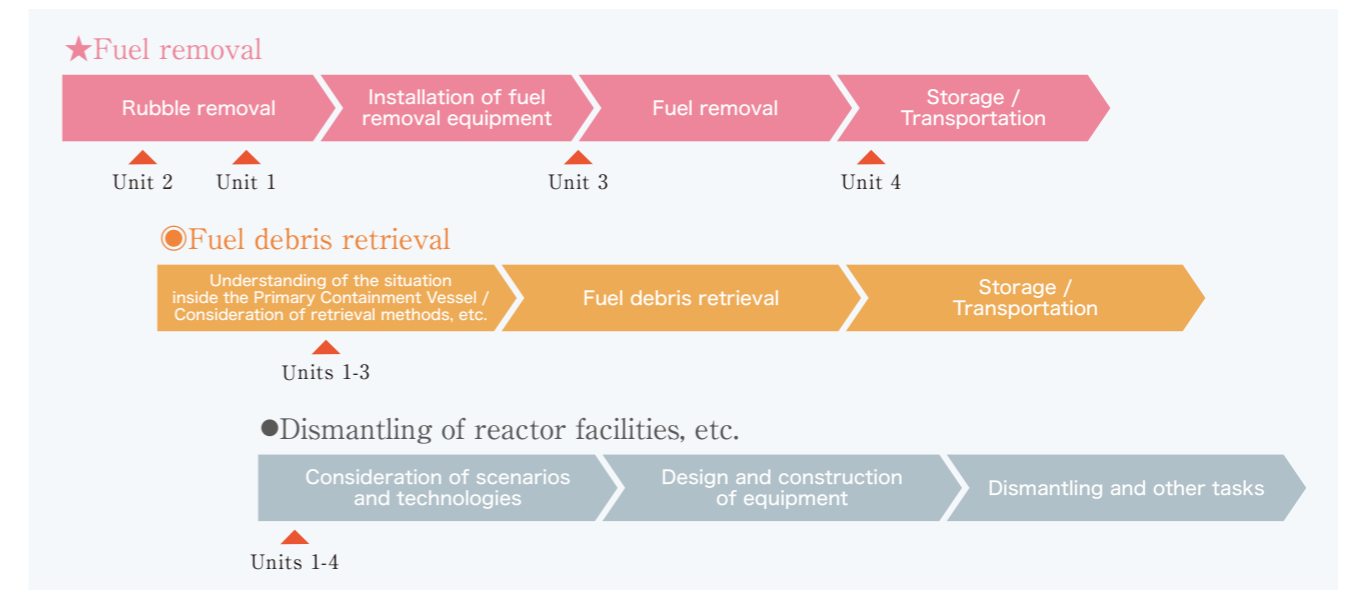 ★Fuel removal
Rubble removal
Installation of fuel
removal equipment
Fuel removal
Storage /
Transportation
Unit 2
Unit 1
Unit 3
Unit 4
◉Fuel debris retrieval
Understanding of the situation
inside the Primary Containment Vessel /
Consideration of retrieval methods, etc.
Fuel debris retrieval
Storage /
Transportation
Units 1-3
●Dismantling of reactor facilities, etc.
Consideration of scenarios
and technologies
Design and construction
of equipment
Dismantling and other tasks
Units 1-4